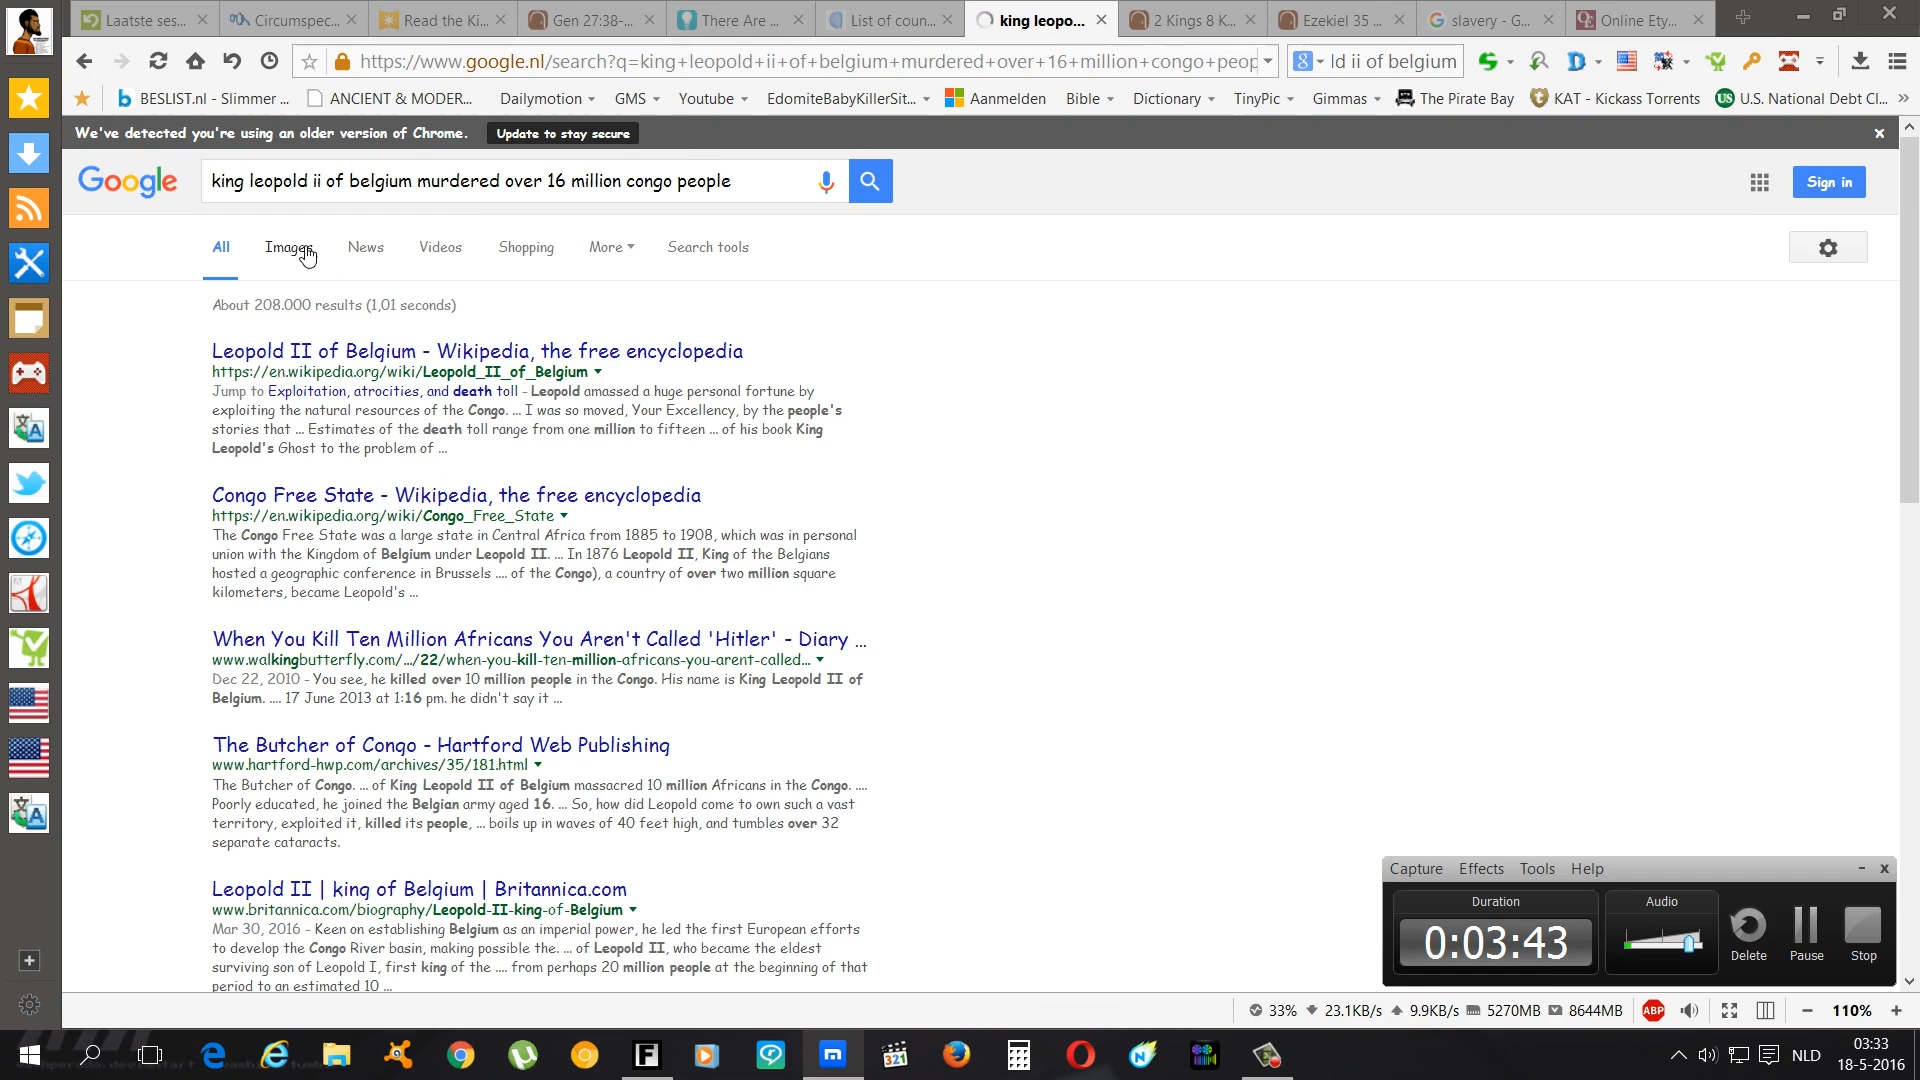 Laatste ses...
Circumspec...
Read the Ki...
Gen 27:38-...
There Are ...
List of coun...
king leopo...
2 Kings 8 K...
Ezekiel 35 ...
slavery - G...
Online Ety...
https://www.google.nl/search?q=king+leopold+ii+of+belgium+murdered+over+16+million+congo+peop
ld ii of belgium
BESLIST.nl - Slimmer ...
ANCIENT & MODER...
Dailymotion
GMS
Youtube
EdomiteBabyKillerSit...
Aanmelden
Bible
Dictionary
TinyPic
Gimmas
The Pirate Bay
KAT - Kickass Torrents
U.S. National Debt Cl...
We've detected you're using an older version of Chrome.
Update to stay secure
Google
king leopold ii of belgium murdered over 16 million congo people
Sign in
All
Images
News
Videos
Shopping
More
Search tools
About 208.000 results (1,01 seconds)
Leopold II of Belgium - Wikipedia, the free encyclopedia
https://en.wikipedia.org/wiki/Leopold_II_of_Belgium
Jump to Exploitation, atrocities, and death toll - Leopold amassed a huge personal fortune by
exploiting the natural resources of the Congo. ... I was so moved, Your Excellency, by the people's
stories that ... Estimates of the death toll range from one million to fifteen ... of his book King
Leopold's Ghost to the problem of ...
Congo Free State - Wikipedia, the free encyclopedia
https://en.wikipedia.org/wiki/Congo_Free_State
The Congo Free State was a large state in Central Africa from 1885 to 1908, which was in personal
union with the Kingdom of Belgium under Leopold II. ... In 1876 Leopold II, King of the Belgians
hosted a geographic conference in Brussels .... of the Congo), a country of over two million square
kilometers, became Leopold's ...
When You Kill Ten Million Africans You Aren't Called 'Hitler' - Diary ...
www.walkingbutterfly.com/.../22/when-you-kill-ten-million-africans-you-arent-called...
Dec 22, 2010 - You see, he killed over 10 million people in the Congo. His name is King Leopold II of
Belgium. .... 17 June 2013 at 1:16 pm. he didn't say it ...
The Butcher of Congo - Hartford Web Publishing
www.hartford-hwp.com/archives/35/181.html
The Butcher of Congo. ... of King Leopold II of Belgium massacred 10 million Africans in the Congo. ....
Poorly educated, he joined the Belgian army aged 16. ... So, how did Leopold come to own such a vast
territory, exploited it, killed its people, ... boils up in waves of 40 feet high, and tumbles over 32
separate cataracts.
Leopold II | king of Belgium | Britannica.com
www.britannica.com/biography/Leopold-II-king-of-Belgium
Mar 30, 2016 - Keen on establishing Belgium as an imperial power, he led the first European efforts
to develop the Congo River basin, making possible the. ... of Leopold II, who became the eldest
surviving son of Leopold I, first king of the .... from perhaps 20 million people at the beginning of that
period to an estimated 10 ...
Capture
Effects
Tools
Help
Duration
Audio
0:03:43
Delete
Pause
Stop
33%
23.1KB/s
9.9KB/s
5270MB
8644MB
ABP
110%
NLD
03:33
18-5-2016